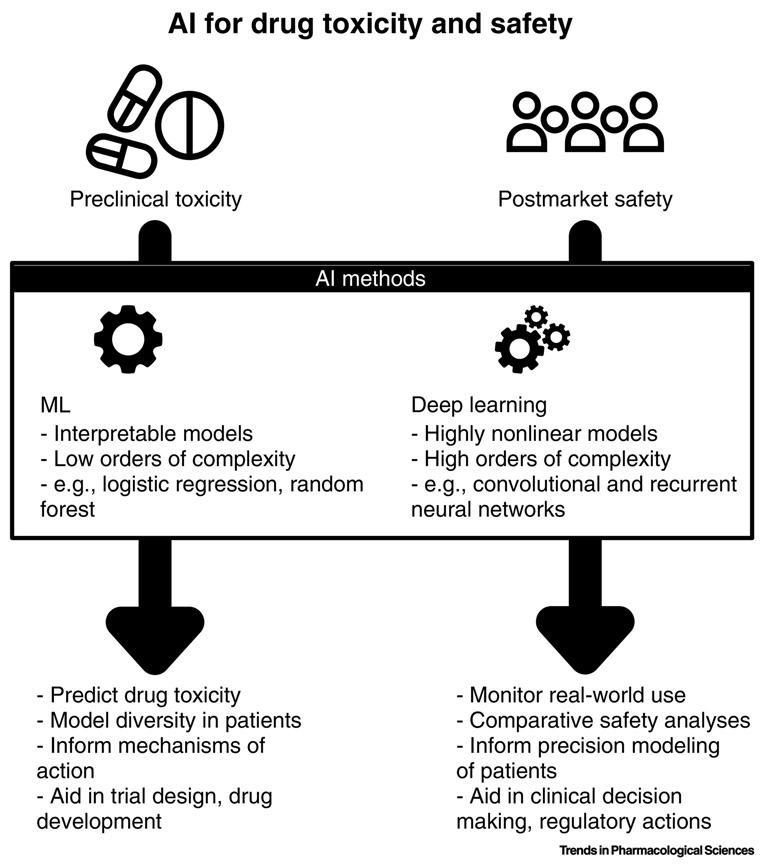 AI for drug toxicity and safety
Preclinical toxicity
Postmarket safety
AI methods
ML
- Interpretable models
- Low orders of complexity
- e.g., logistic regression, random
forest
Deep learning
- Highly nonlinear models
- High orders of complexity
- e.g., convolutional and recurrent
neural networks
- Predict drug toxicity
- Model diversity in patients
- Inform mechanisms of
action
- Aid in trial design, drug
development
- Monitor real-world use
- Comparative safety analyses
- Inform precision modeling
of patients
- Aid in clinical decision
making, regulatory actions
Trends in Pharmacological Sciences